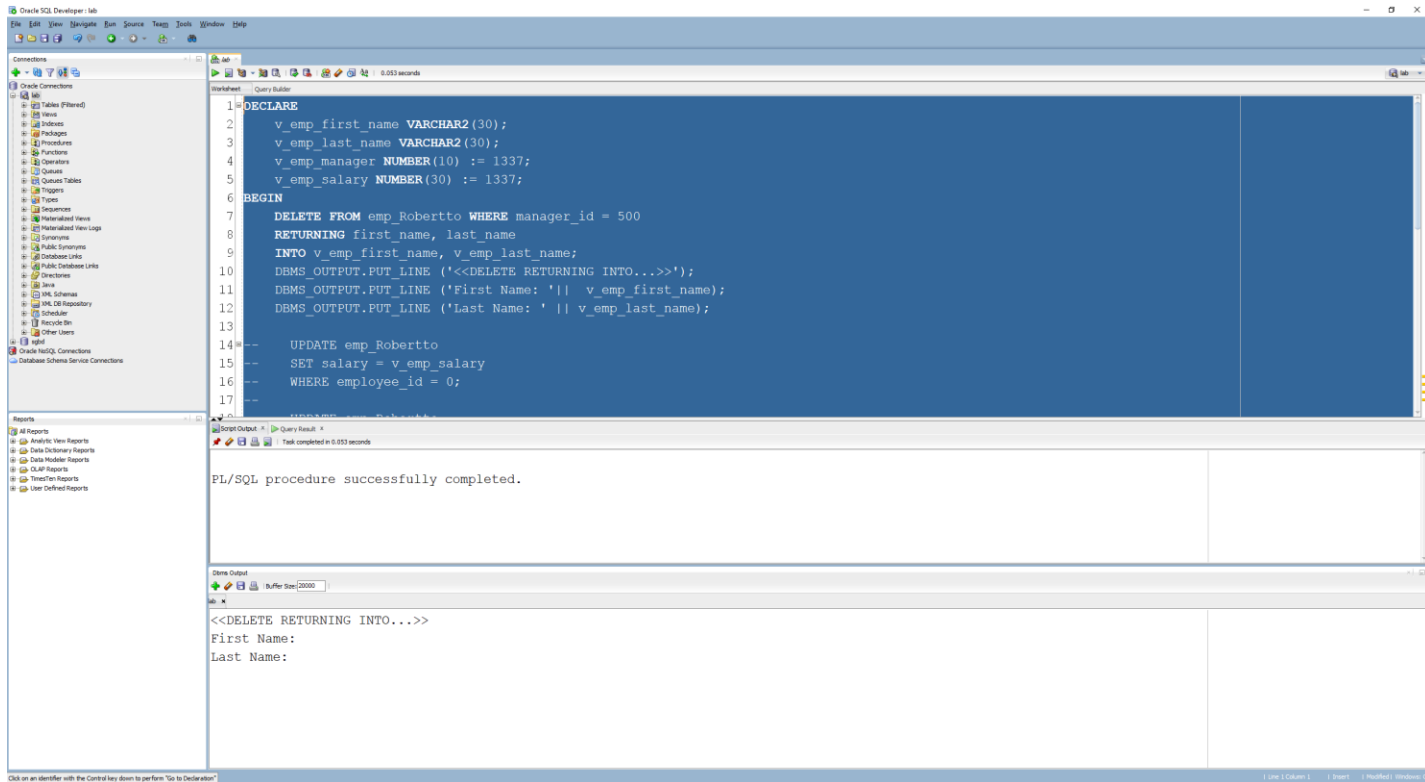 Oracle SQL Developer : lab
File Edit View Navigate Run Source Team Tools Window Help
Connections
Oracle Connections
lab
Tables (Filtered)
Views
Indexes
Packages
Procedures
Functions
Operators
Queues
Queues Tables
Triggers
Types
Sequences
Materialized Views
Materialized View Logs
Synonyms
Public Synonyms
Database Links
Public Database Links
Directories
Java
XML Schemas
XML DB Repository
Scheduler
Recycle Bin
Other Users
sgbd
Oracle NoSQL Connections
Database Schema Service Connections
Reports
All Reports
Analytic View Reports
Data Dictionary Reports
Data Modeler Reports
OLAP Reports
TimesTen Reports
User Defined Reports
lab
0.053 seconds
lab
Worksheet Query Builder
1 DECLARE
2 v_emp_first_name VARCHAR2(30);
3 v_emp_last_name VARCHAR2(30);
4 v_emp_manager NUMBER(10) := 1337;
5 v_emp_salary NUMBER(30) := 1337;
6 BEGIN
7 DELETE FROM emp_Robertto WHERE manager_id = 500
8 RETURNING first_name, last_name
9 INTO v_emp_first_name, v_emp_last_name;
10 DBMS_OUTPUT.PUT_LINE ('<<DELETE RETURNING INTO...>>');
11 DBMS_OUTPUT.PUT_LINE ('First Name: '|| v_emp_first_name);
12 DBMS_OUTPUT.PUT_LINE ('Last Name: ' || v_emp_last_name);
13
14 -- UPDATE emp_Robertto
15 -- SET salary = v_emp_salary
16 -- WHERE employee_id = 0;
17 --
Script Output × Query Result ×
Task completed in 0.053 seconds
PL/SQL procedure successfully completed.
Dbms Output
Buffer Size: 20000
lab ×
<<DELETE RETURNING INTO...>>
First Name:
Last Name:
Click on an identifier with the Control key down to perform "Go to Declaration"
Line 1 Column 1 | Insert | Modified | Windows: